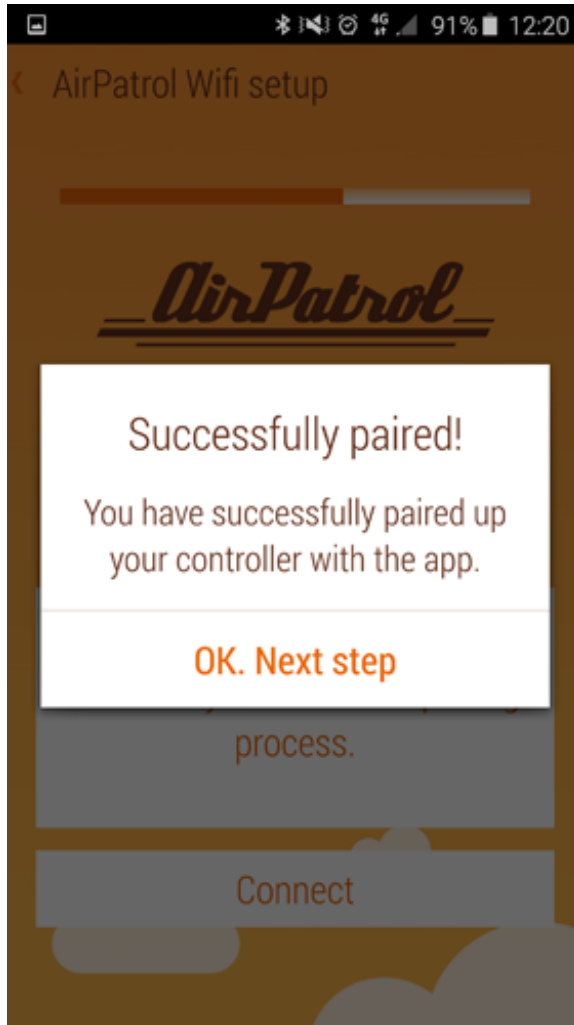 4G 91% 12:20
AirPatrol Wifi setup
AirPatrol
Successfully paired!
You have successfully paired up
your controller with the app.
OK. Next step
process.
Connect